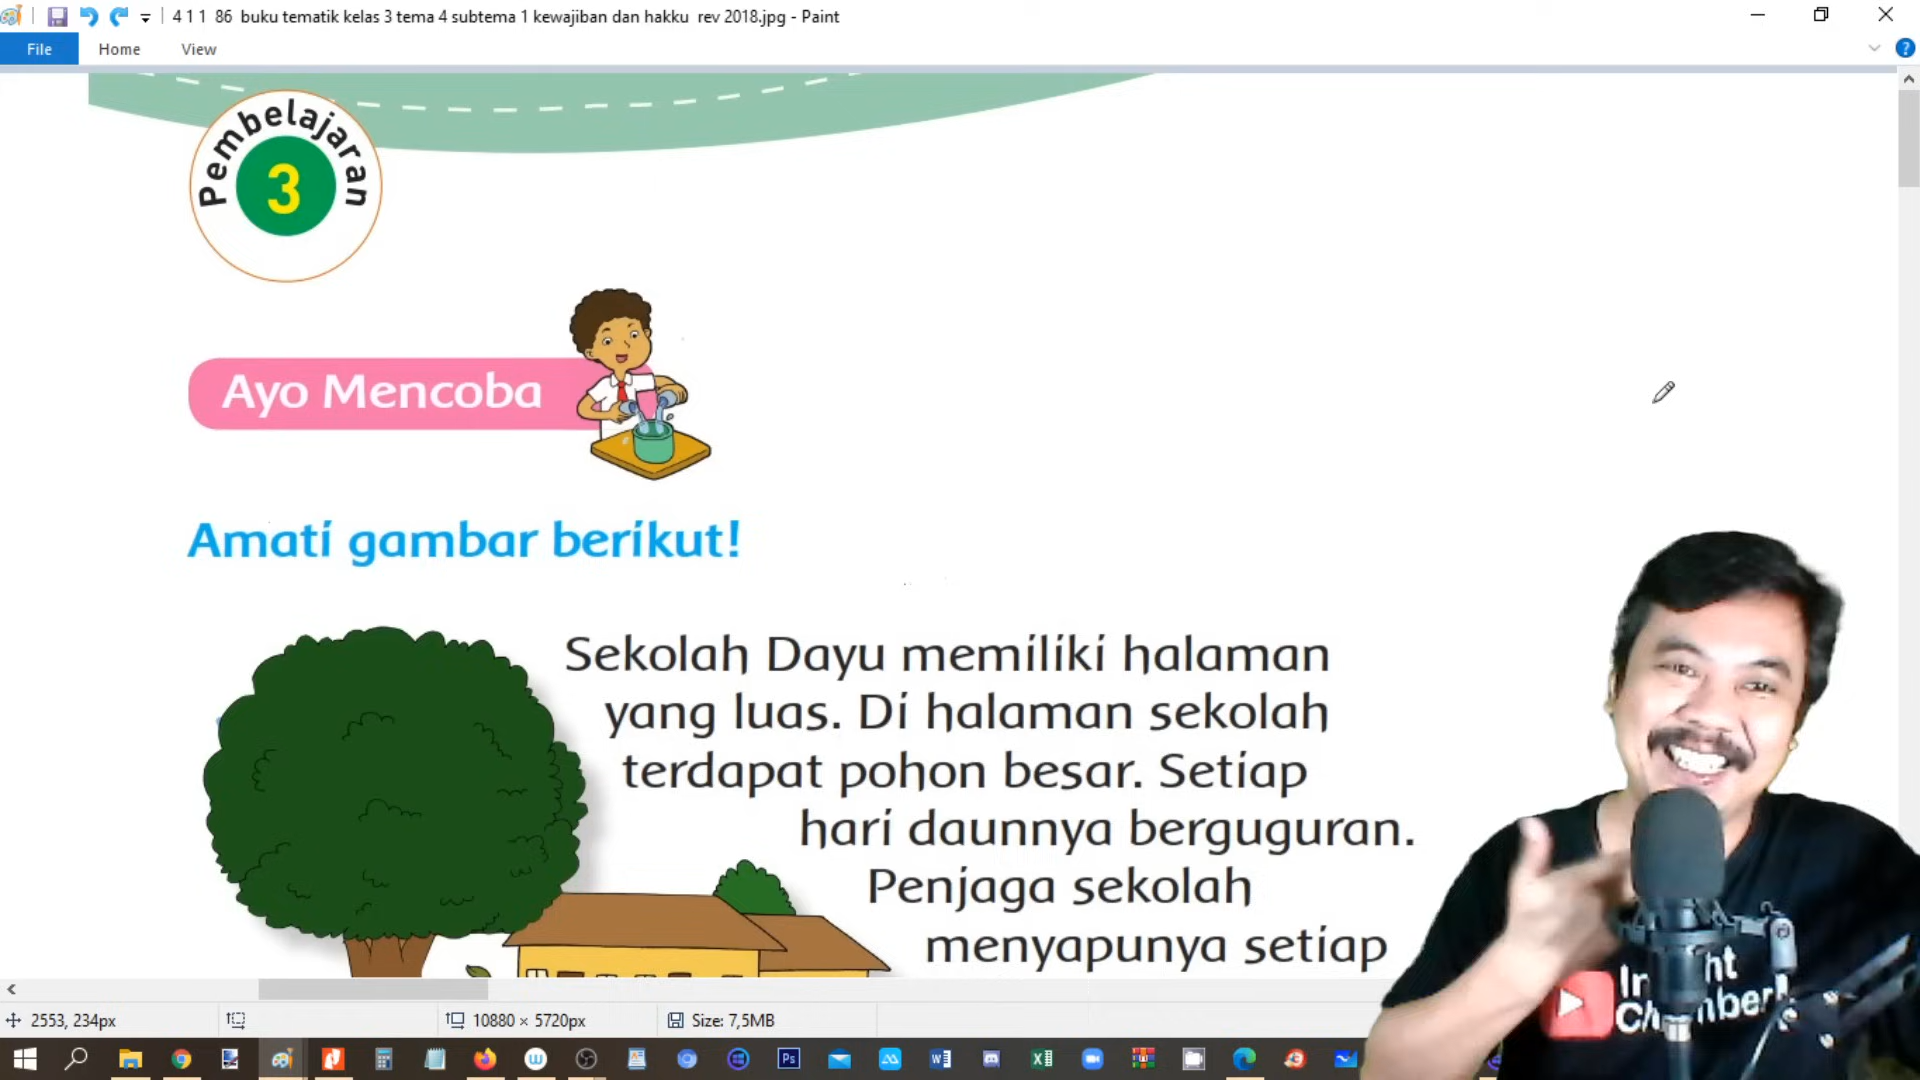 4 1 1 86 buku tematik kelas 3 tema 4 subtema 1 kewajiban dan hakku rev 2018.jpg - Paint
File Home View
Pembelajaran
3
Ayo Mencoba
Amati gambar berikut!
Sekolah Dayu memiliki halaman
yang luas. Di halaman sekolah
terdapat pohon besar. Setiap
hari daunnya berguguran.
Penjaga sekolah
menyapunya setiap
2553, 234px
10880 × 5720px
Size: 7,5MB
Ps